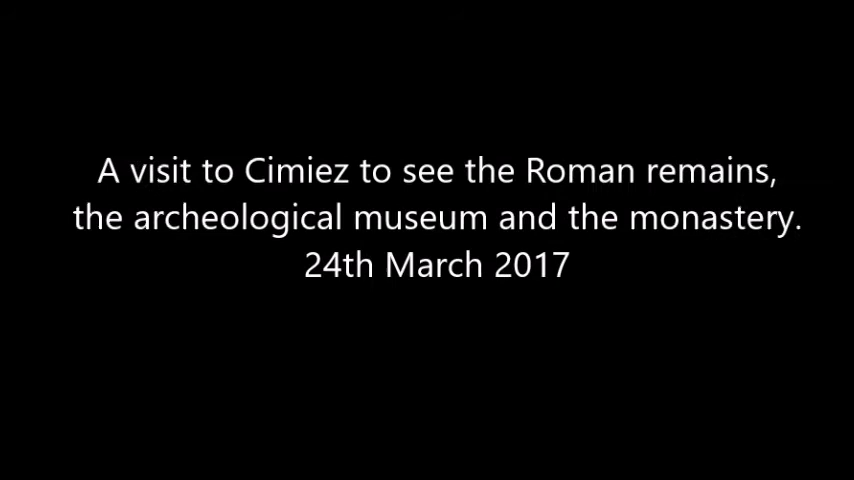 A visit to Cimiez to see the Roman remains,
the archeological museum and the monastery.
24th March 2017